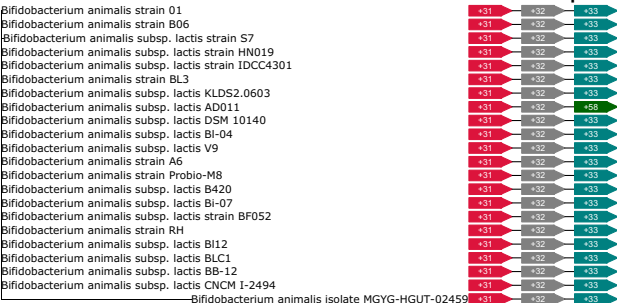 Bifidobacterium animalis strain 01 +31 +32 +33
Bifidobacterium animalis strain B06 +31 +32 +33
Bifidobacterium animalis subsp. lactis strain S7 +31 +32 +33
Bifidobacterium animalis subsp. lactis strain HN019 +31 +32 +33
Bifidobacterium animalis subsp. lactis strain IDCC4301 +31 +32 +33
Bifidobacterium animalis strain BL3 +31 +32 +33
Bifidobacterium animalis subsp. lactis KLDS2.0603 +31 +32 +33
Bifidobacterium animalis subsp. lactis AD011 +31 +32 +58
Bifidobacterium animalis subsp. lactis DSM 10140 +31 +32 +33
Bifidobacterium animalis subsp. lactis Bl-04 +31 +32 +33
Bifidobacterium animalis subsp. lactis V9 +31 +32 +33
Bifidobacterium animalis strain A6 +31 +32 +33
Bifidobacterium animalis strain Probio-M8 +31 +32 +33
Bifidobacterium animalis subsp. lactis B420 +31 +32 +33
Bifidobacterium animalis subsp. lactis Bi-07 +31 +32 +33
Bifidobacterium animalis subsp. lactis strain BF052 +31 +32 +33
Bifidobacterium animalis strain RH +31 +32 +33
Bifidobacterium animalis subsp. lactis Bl12 +31 +32 +33
Bifidobacterium animalis subsp. lactis BLC1 +31 +32 +33
Bifidobacterium animalis subsp. lactis BB-12 +31 +32 +33
Bifidobacterium animalis subsp. lactis CNCM I-2494 +31 +32 +33
Bifidobacterium animalis isolate MGYG-HGUT-02459 +31 +32 +33